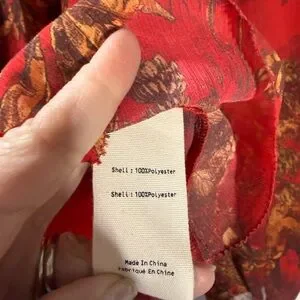 Shell : 100%Polyester
Shell : 100%Polyester
Made In China
Fabriqué En Chine